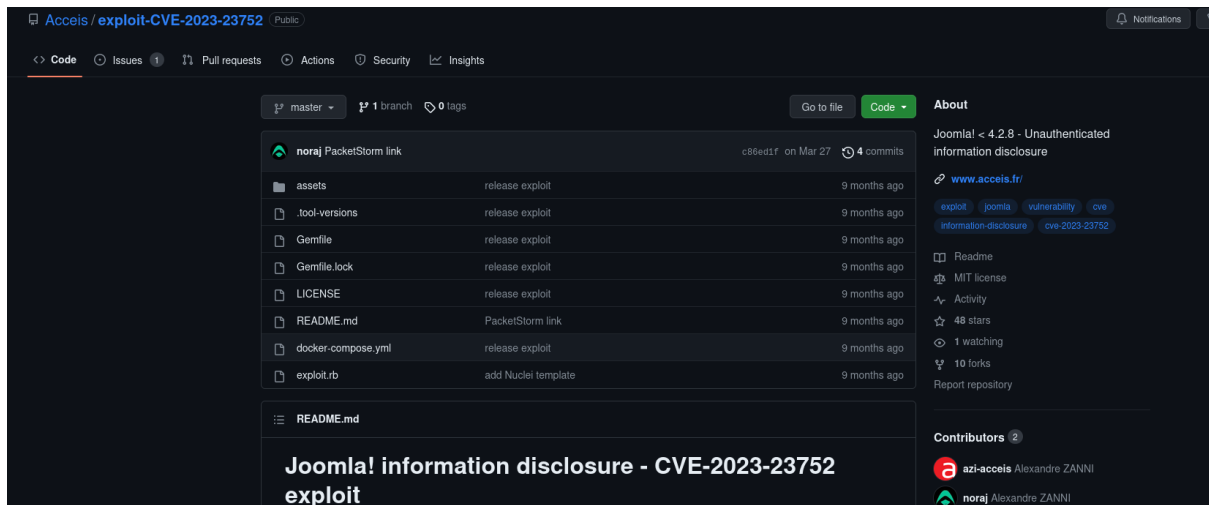 Acceis / exploit-CVE-2023-23752 Public Notifications
Code Issues 1 Pull requests Actions Security Insights
master 1 branch 0 tags Go to file Code
noraj PacketStorm link c86ed1f on Mar 27 4 commits
assets release exploit 9 months ago
.tool-versions release exploit 9 months ago
Gemfile release exploit 9 months ago
Gemfile.lock release exploit 9 months ago
LICENSE release exploit 9 months ago
README.md PacketStorm link 9 months ago
docker-compose.yml release exploit 9 months ago
exploit.rb add Nuclei template 9 months ago
README.md
Joomla! information disclosure - CVE-2023-23752
exploit
About
Joomla! < 4.2.8 - Unauthenticated
information disclosure
www.acceis.fr/
exploit joomla vulnerability cve
information-disclosure cve-2023-23752
Readme
MIT license
Activity
48 stars
1 watching
10 forks
Report repository
Contributors 2
azi-acceis Alexandre ZANNI
noraj Alexandre ZANNI